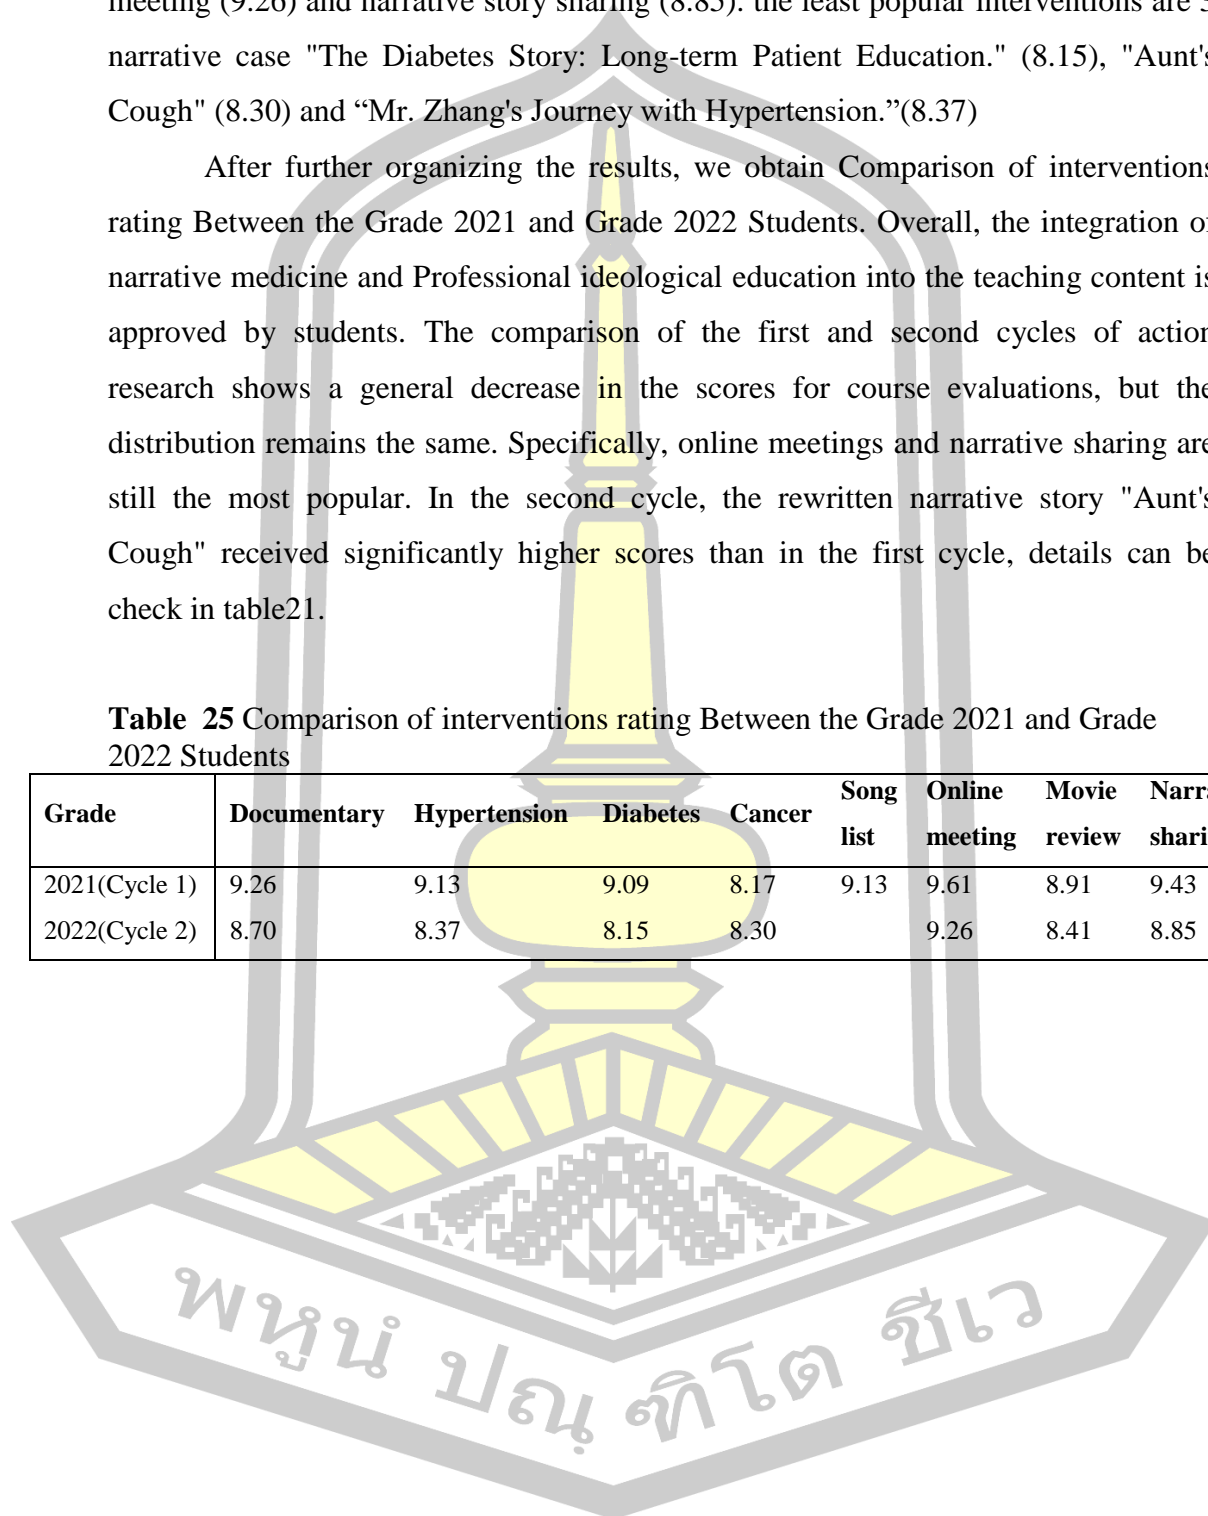 meeting (9.26) and narrative story sharing (8.85). the least popular interventions are 3
narrative case "The Diabetes Story: Long-term Patient Education." (8.15), "Aunt's
Cough" (8.30) and “Mr. Zhang's Journey with Hypertension.”(8.37)
After further organizing the results, we obtain Comparison of interventions
rating Between the Grade 2021 and Grade 2022 Students. Overall, the integration of
narrative medicine and Professional ideological education into the teaching content is
approved by students. The comparison of the first and second cycles of action
research shows a general decrease in the scores for course evaluations, but the
distribution remains the same. Specifically, online meetings and narrative sharing are
still the most popular. In the second cycle, the rewritten narrative story "Aunt's
Cough" received significantly higher scores than in the first cycle, details can be
check in table21.
Table 25 Comparison of interventions rating Between the Grade 2021 and Grade
2022 Students
Grade Documentary Hypertension Diabetes Cancer Song list Online meeting Movie review Narra shari
2021(Cycle 1) 9.26 9.13 9.09 8.17 9.13 9.61 8.91 9.43
2022(Cycle 2) 8.70 8.37 8.15 8.30 9.26 8.41 8.85
พหูนํ ปณฺฑิโต ชีเว